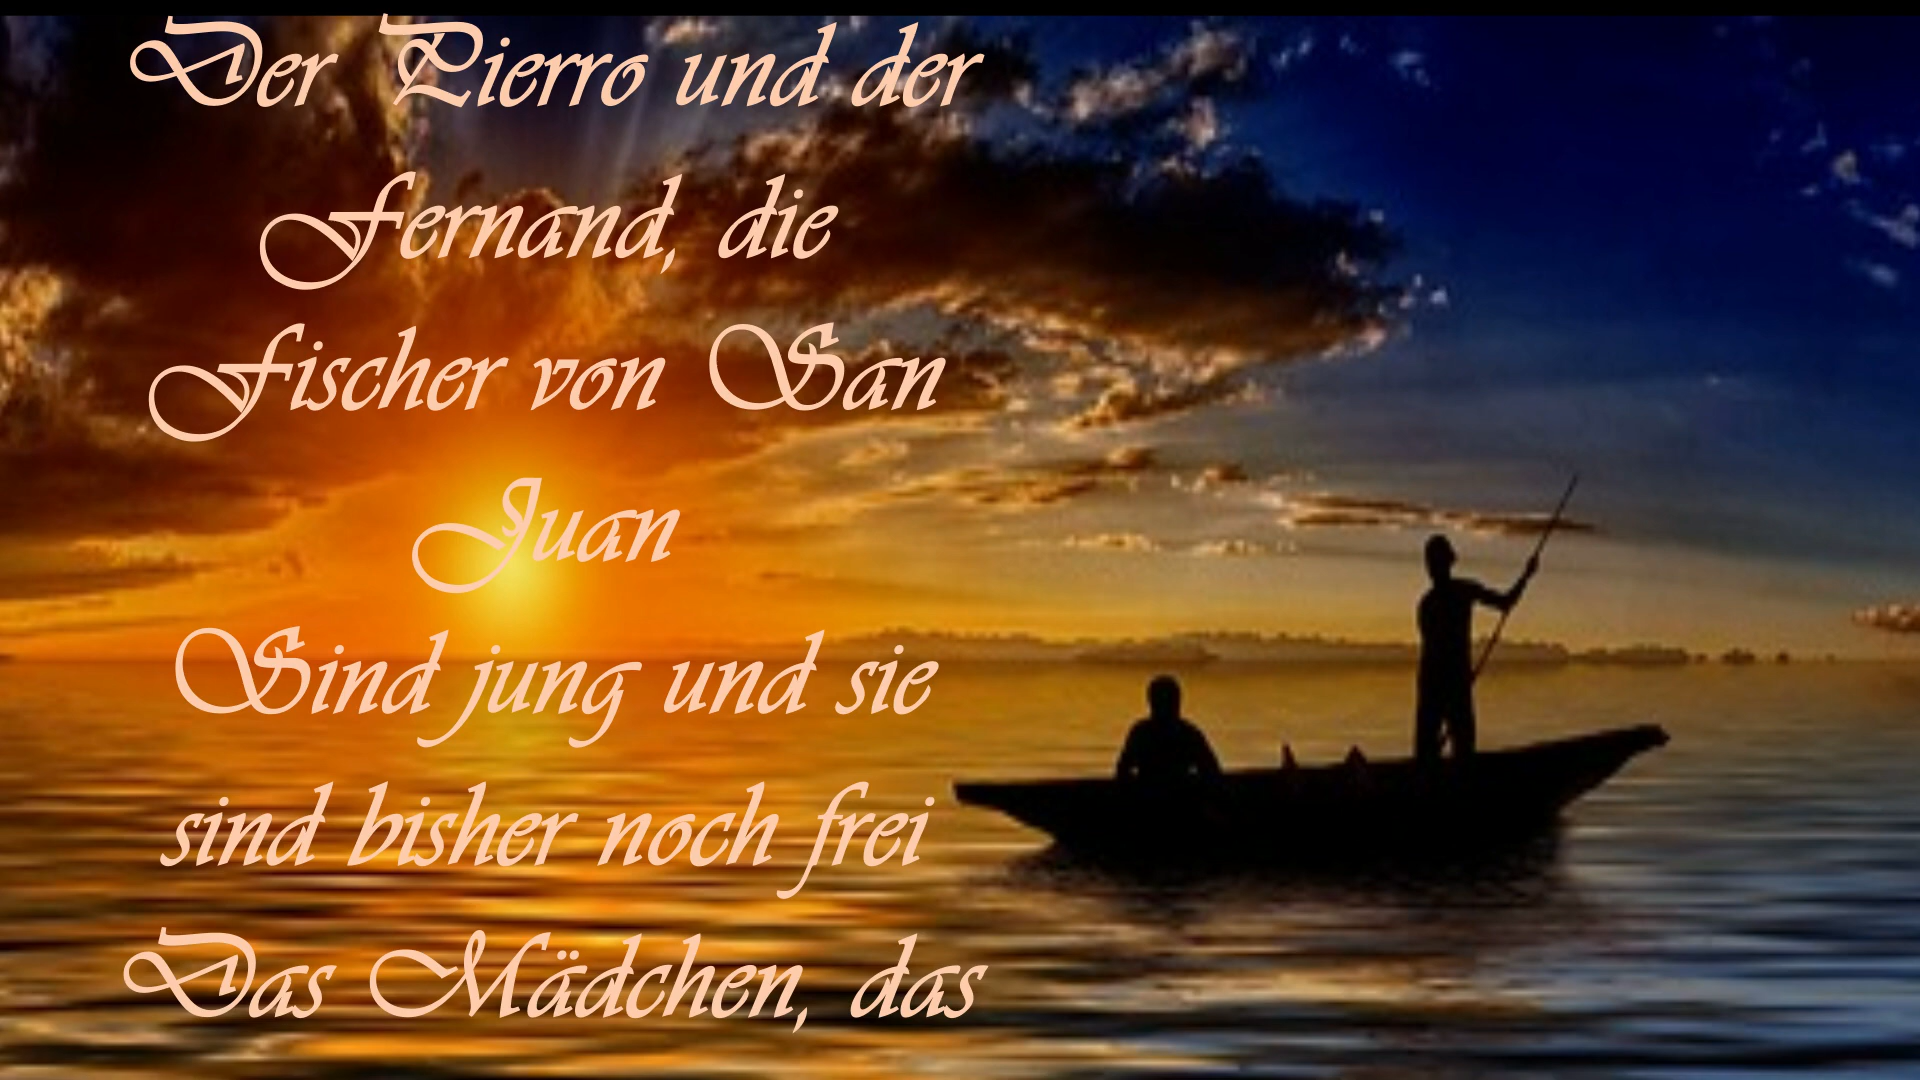 Der Pierro und der
Fernand, die
Fischer von San
Juan
Sind jung und sie
sind bisher noch frei
Das Mädchen, das